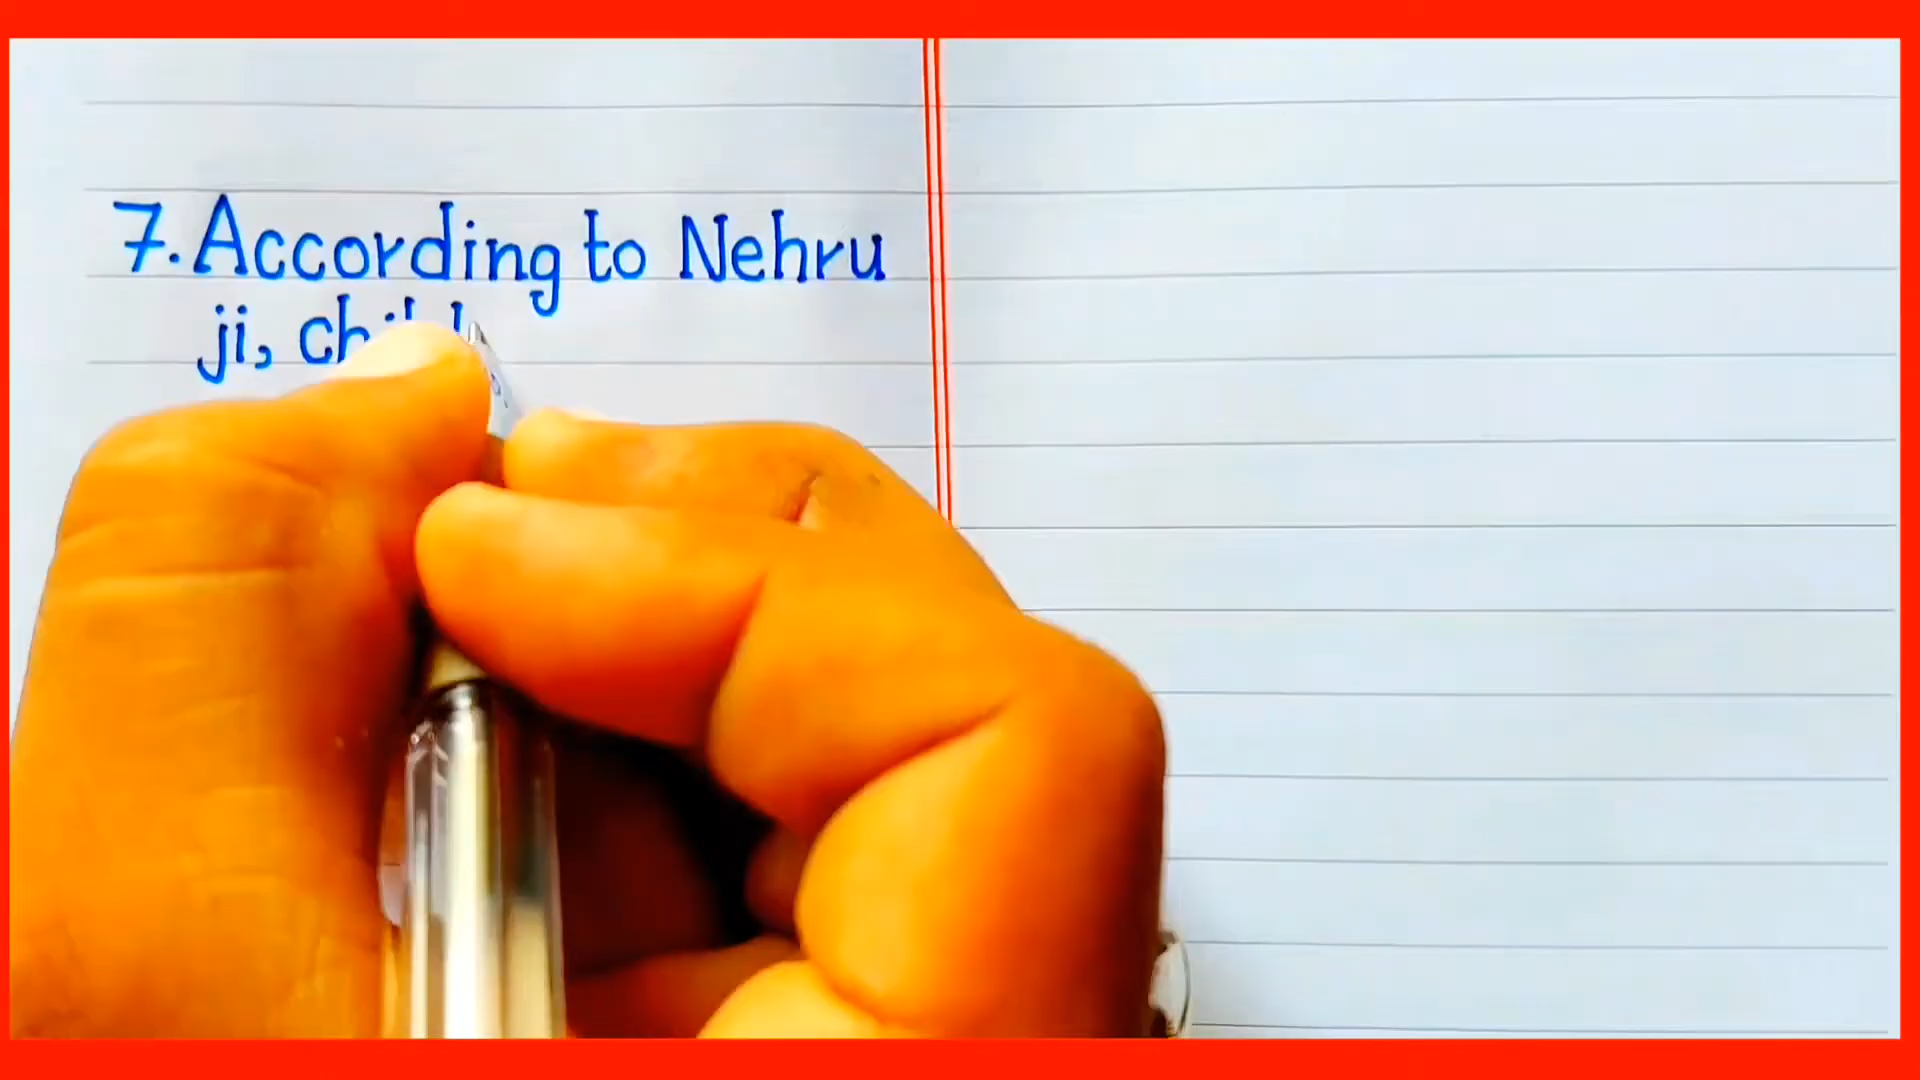 7. According to Nehru
ji,